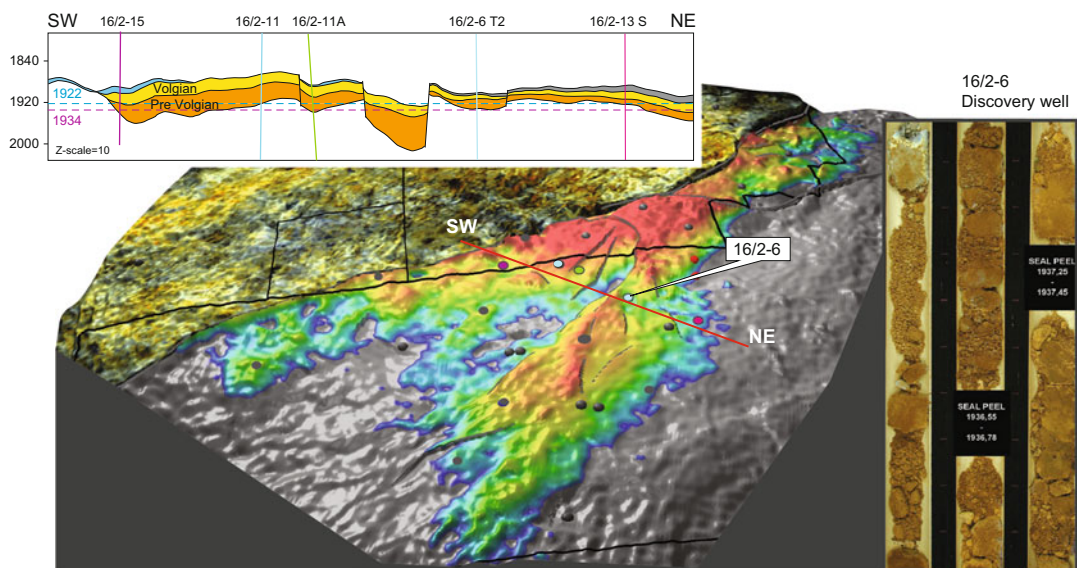 SW
16/2-15
16/2-11
16/2-11A
16/2-6 T2
16/2-13 S
NE
1840
1920
2000
1922
1934
Volgian
Pre Volgian
Z-scale=10
16/2-6
Discovery well
SW
16/2-6
NE
SEAL PEEL
1937,25
-
1937,45
SEAL PEEL
1936,55
-
1936,78